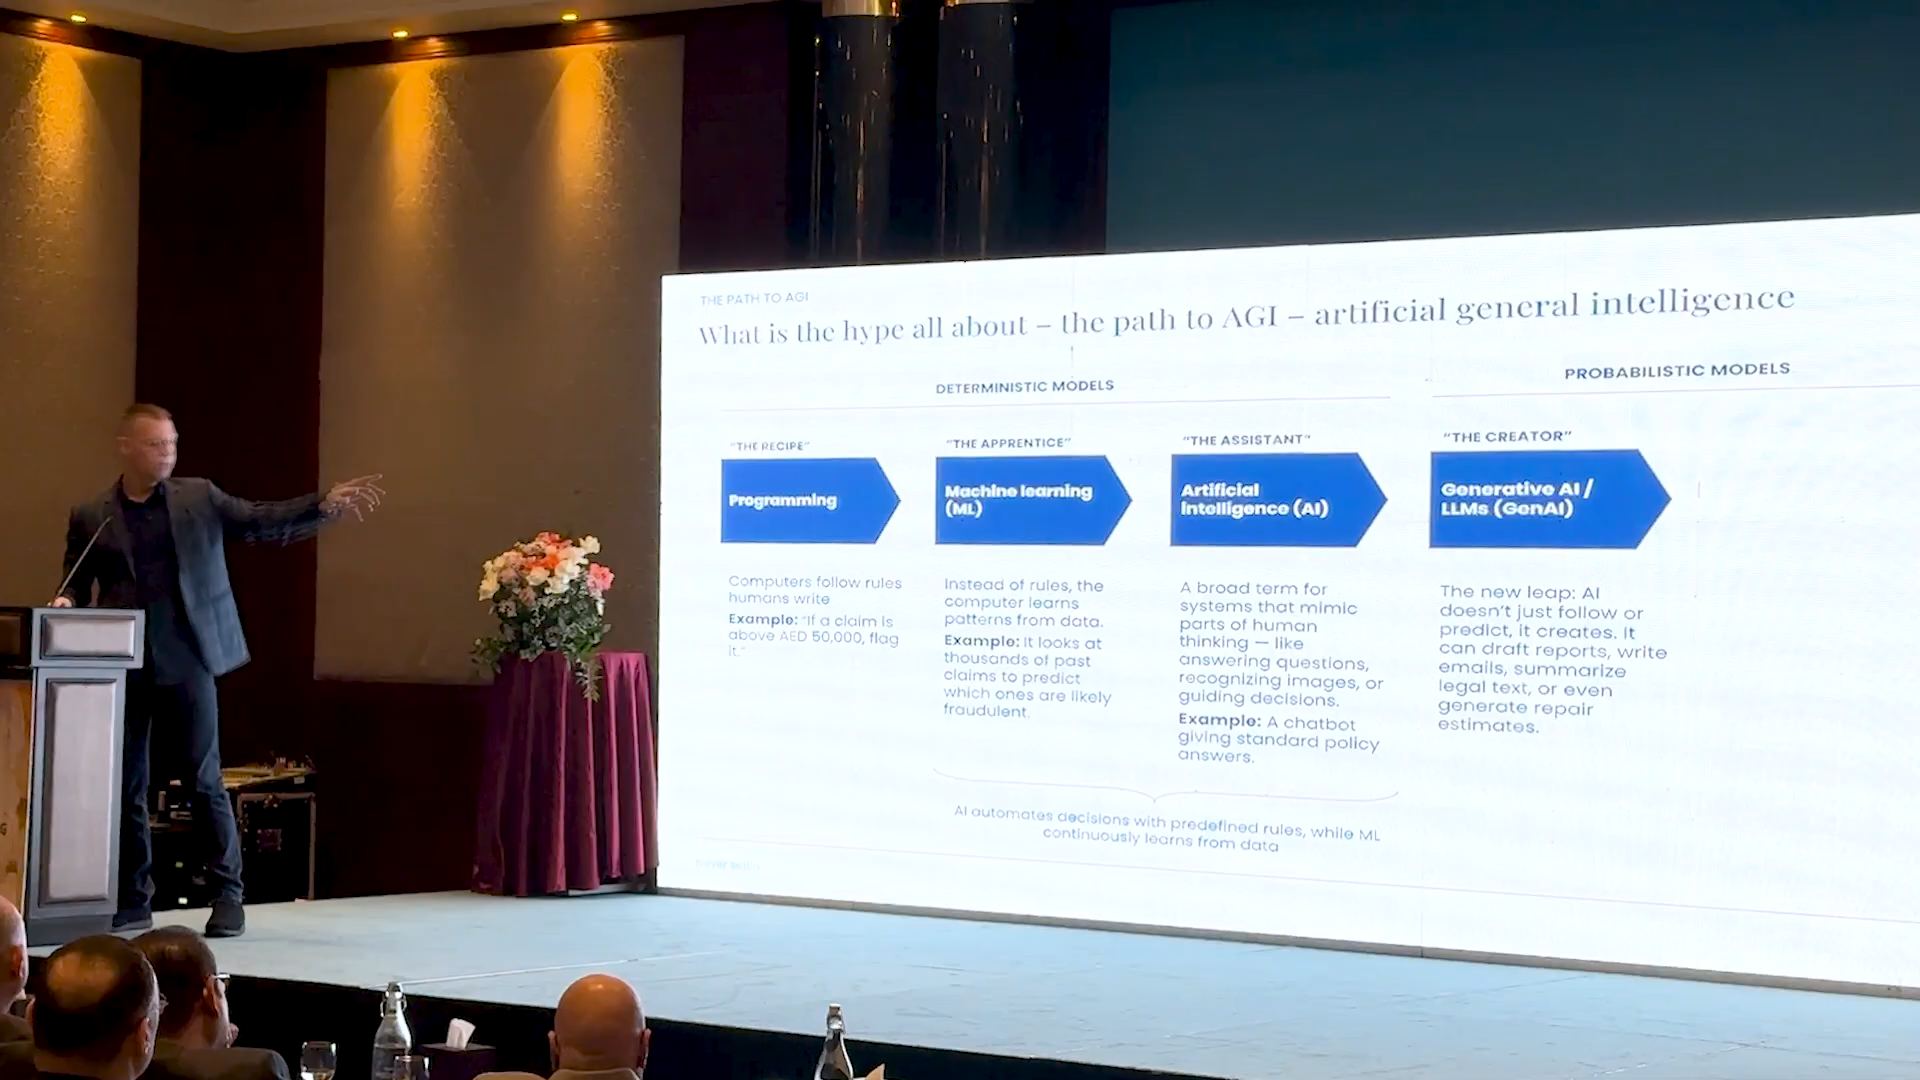 THE PATH TO AGI
What is the hype all about – the path to AGI – artificial general intelligence
DETERMINISTIC MODELS
PROBABILISTIC MODELS
"THE RECIPE"
Programming
Computers follow rules
humans write
Example: "If a claim is
above AED 50,000, flag
it."
"THE APPRENTICE"
Machine learning
(ML)
Instead of rules, the
computer learns
patterns from data.
Example: It looks at
thousands of past
claims to predict
which ones are likely
fraudulent.
"THE ASSISTANT"
Artificial
Intelligence (AI)
A broad term for
systems that mimic
parts of human
thinking — like
answering questions,
recognizing images, or
guiding decisions.
Example: A chatbot
giving standard policy
answers.
"THE CREATOR"
Generative AI /
LLMs (GenAI)
The new leap: AI
doesn't just follow or
predict, it creates. It
can draft reports, write
emails, summarize
legal text, or even
generate repair
estimates.
AI automates decisions with predefined rules, while ML
continuously learns from data